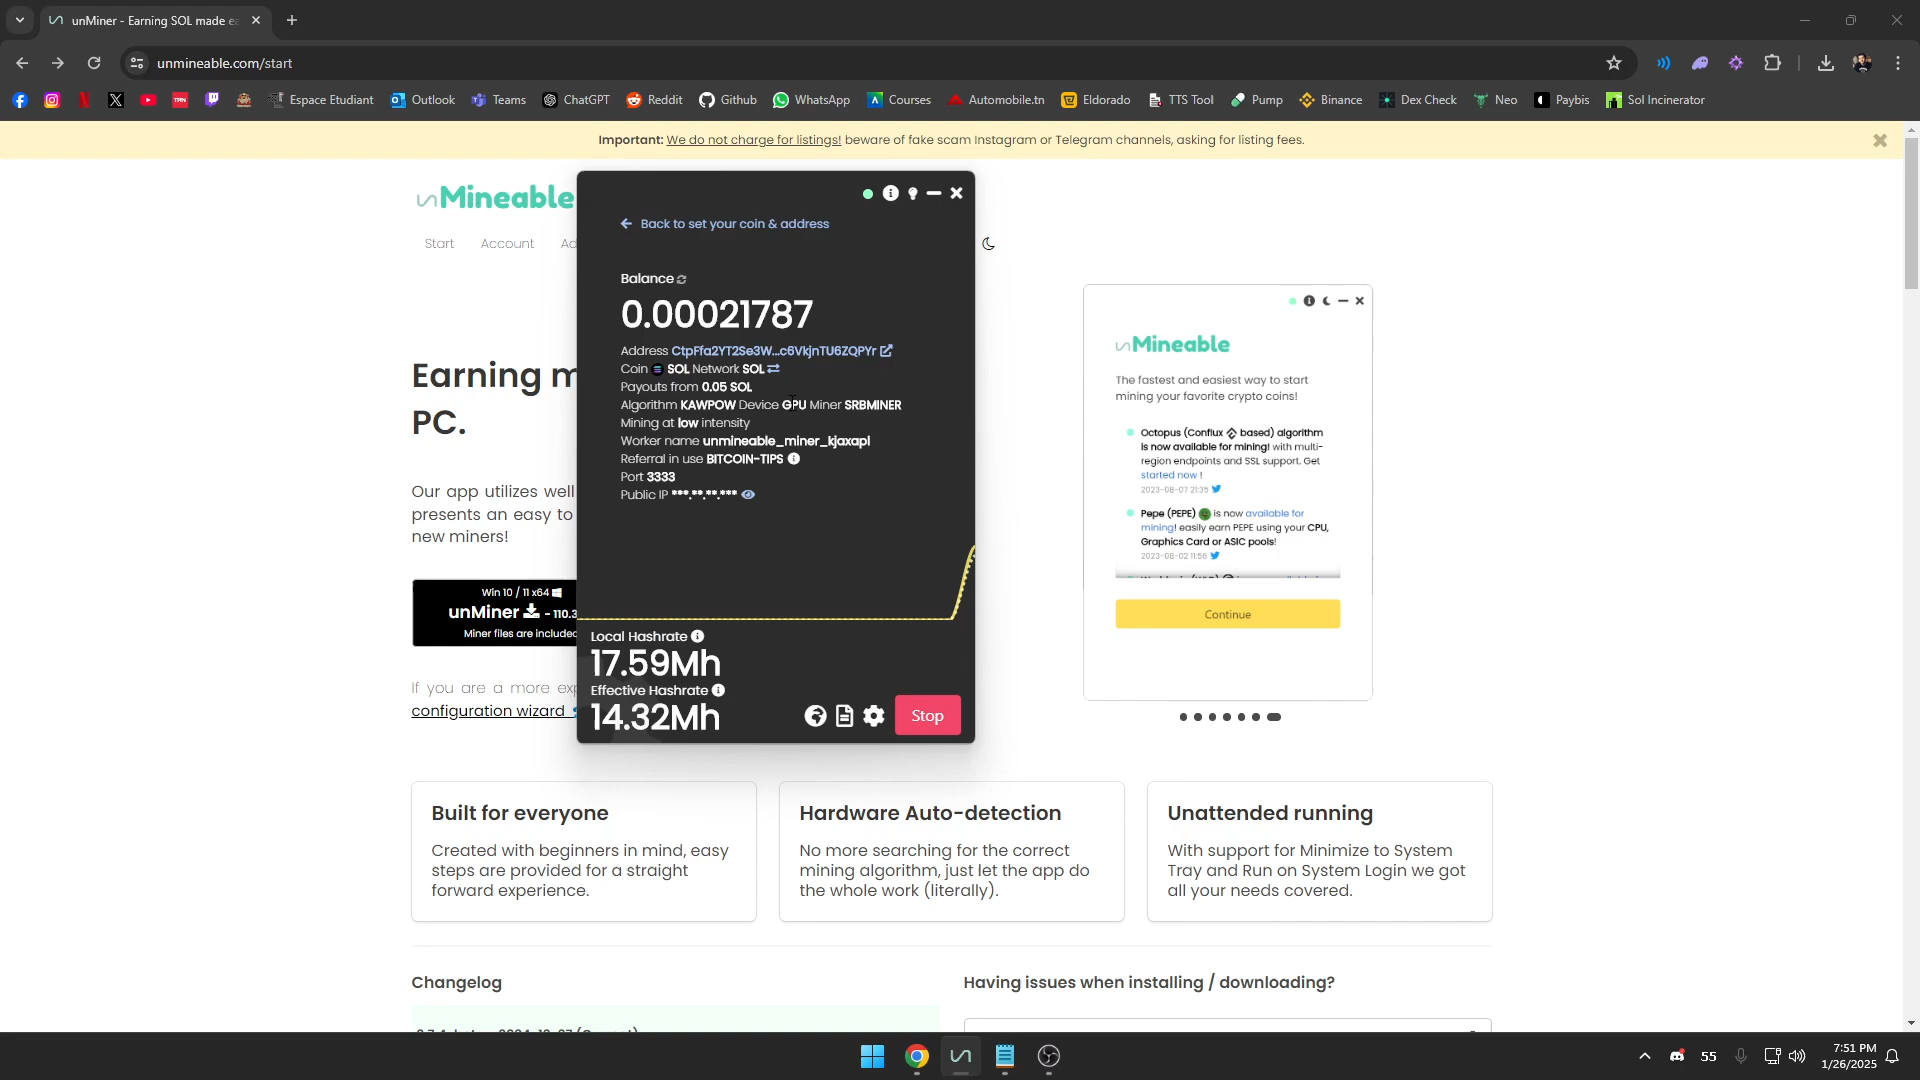 unMiner - Earning SOL made ea
unmineable.com/start
Espace Etudiant
Outlook
Teams
ChatGPT
Reddit
Github
WhatsApp
Courses
Automobile.tn
Eldorado
TTS Tool
Pump
Binance
Dex Check
Neo
Paybis
Sol Incinerator
Important: We do not charge for listings! beware of fake scam Instagram or Telegram channels, asking for listing fees.
unMineable
Start
Account
Ad
Earning m
PC.
Our app utilizes well
presents an easy to
new miners!
Win 10 / 11 x64
unMiner - 110.3
Miner files are included
If you are a more exp
configuration wizard
Back to set your coin & address
Balance
0.00021787
Address CtpFfa2YT2Se3W...c6VkjnTU6ZQPYr
Coin SOL Network SOL
Payouts from 0.05 SOL
Algorithm KAWPOW Device GPU Miner SRBMINER
Mining at low intensity
Worker name unmineable_miner_kjaxapl
Referral in use BITCOIN-TIPS
Port 3333
Public IP ***.**.**.***
Local Hashrate
17.59Mh
Effective Hashrate
14.32Mh
Stop
unMineable
The fastest and easiest way to start
mining your favorite crypto coins!
Octopus (Conflux based) algorithm
is now available for mining! with multi-
region endpoints and SSL support. Get
started now !
2023-08-07 21:35
Pepe (PEPE) is now available for
mining! easily earn PEPE using your CPU,
Graphics Card or ASIC pools!
2023-08-02 11:56
Continue
Built for everyone
Created with beginners in mind, easy
steps are provided for a straight
forward experience.
Hardware Auto-detection
No more searching for the correct
mining algorithm, just let the app do
the whole work (literally).
Unattended running
With support for Minimize to System
Tray and Run on System Login we got
all your needs covered.
Changelog
Having issues when installing / downloading?
55
7:51 PM
1/26/2025